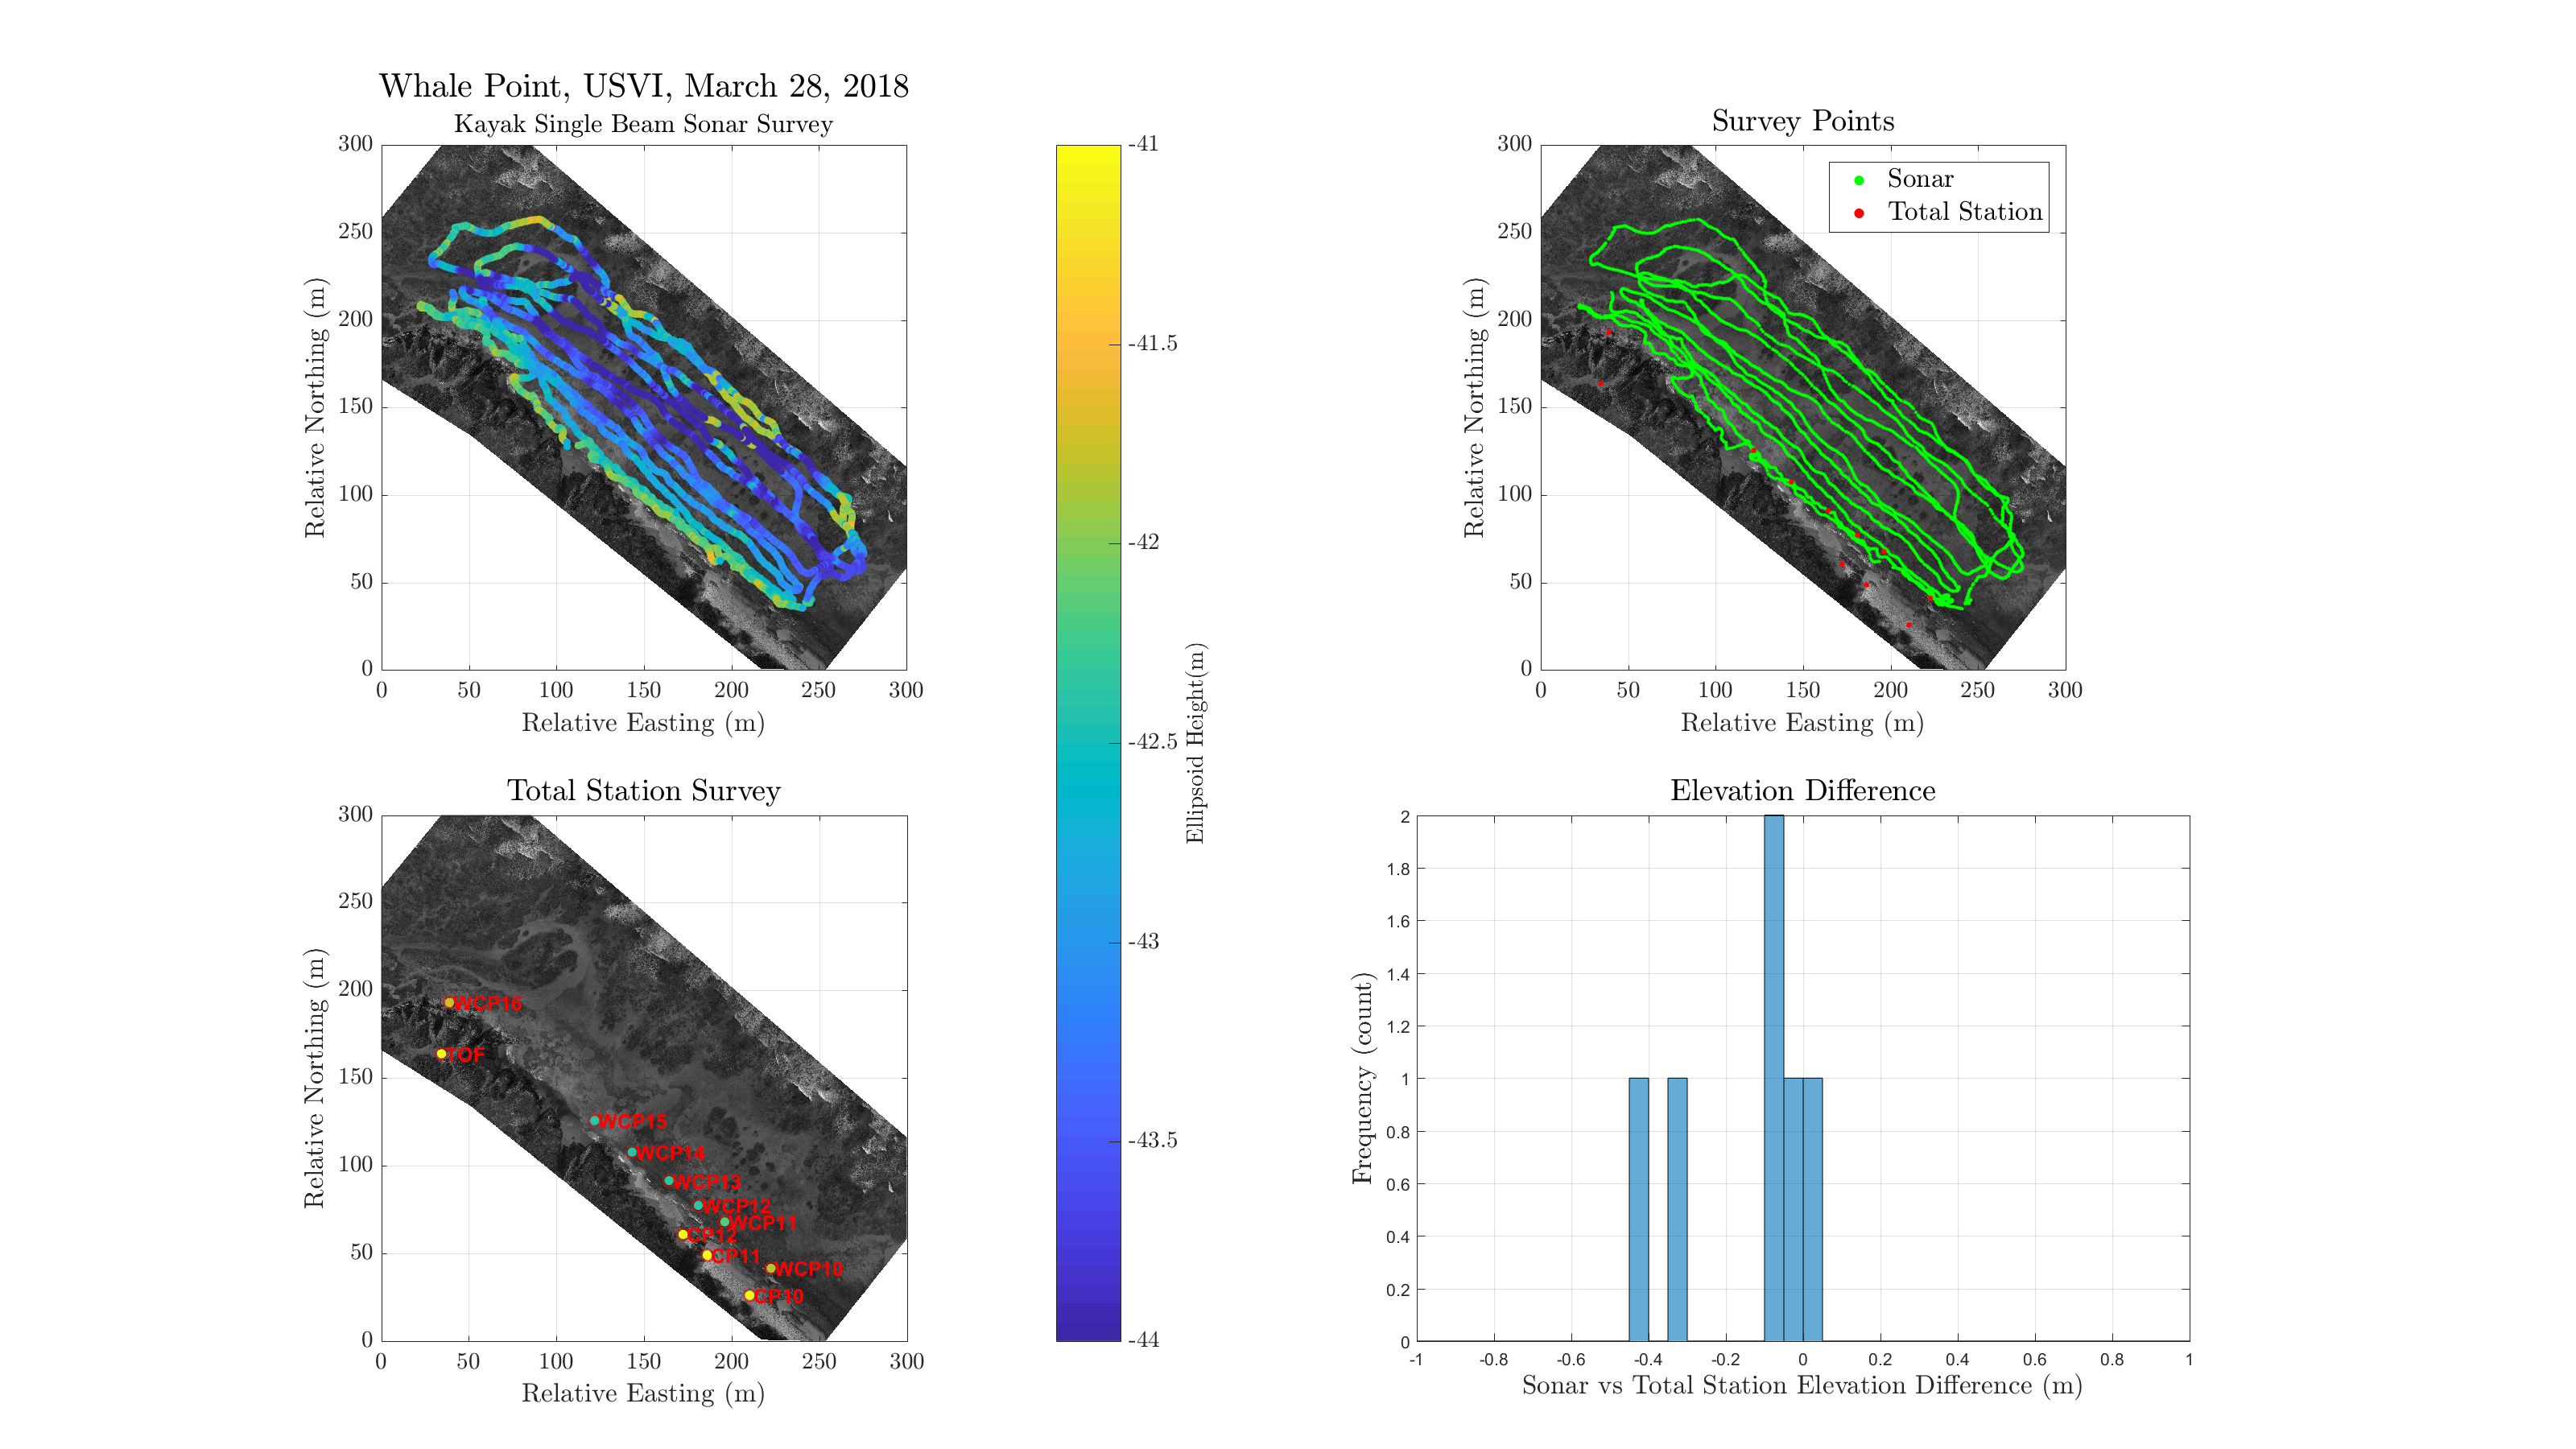 Whale Point, USVI, March 28, 2018
Kayak Single Beam Sonar Survey
300
250
200
150
100
50
0
0 50 100 150 200 250 300
Relative Northing (m)
Relative Easting (m)
-41
-41.5
-42
-42.5
-43
-43.5
-44
Ellipsoid Height(m)
Survey Points
Sonar
Total Station
300
250
200
150
100
50
0
0 50 100 150 200 250 300
Relative Northing (m)
Relative Easting (m)
Total Station Survey
300
250
200
150
100
50
0
0 50 100 150 200 250 300
Relative Northing (m)
Relative Easting (m)
WCP16
TOF
WCP15
WCP14
WCP13
WCP12
WCP11
CP12
CP11
WCP10
CP10
Elevation Difference
2
1.8
1.6
1.4
1.2
1
0.8
0.6
0.4
0.2
0
-1 -0.8 -0.6 -0.4 -0.2 0 0.2 0.4 0.6 0.8 1
Frequency (count)
Sonar vs Total Station Elevation Difference (m)